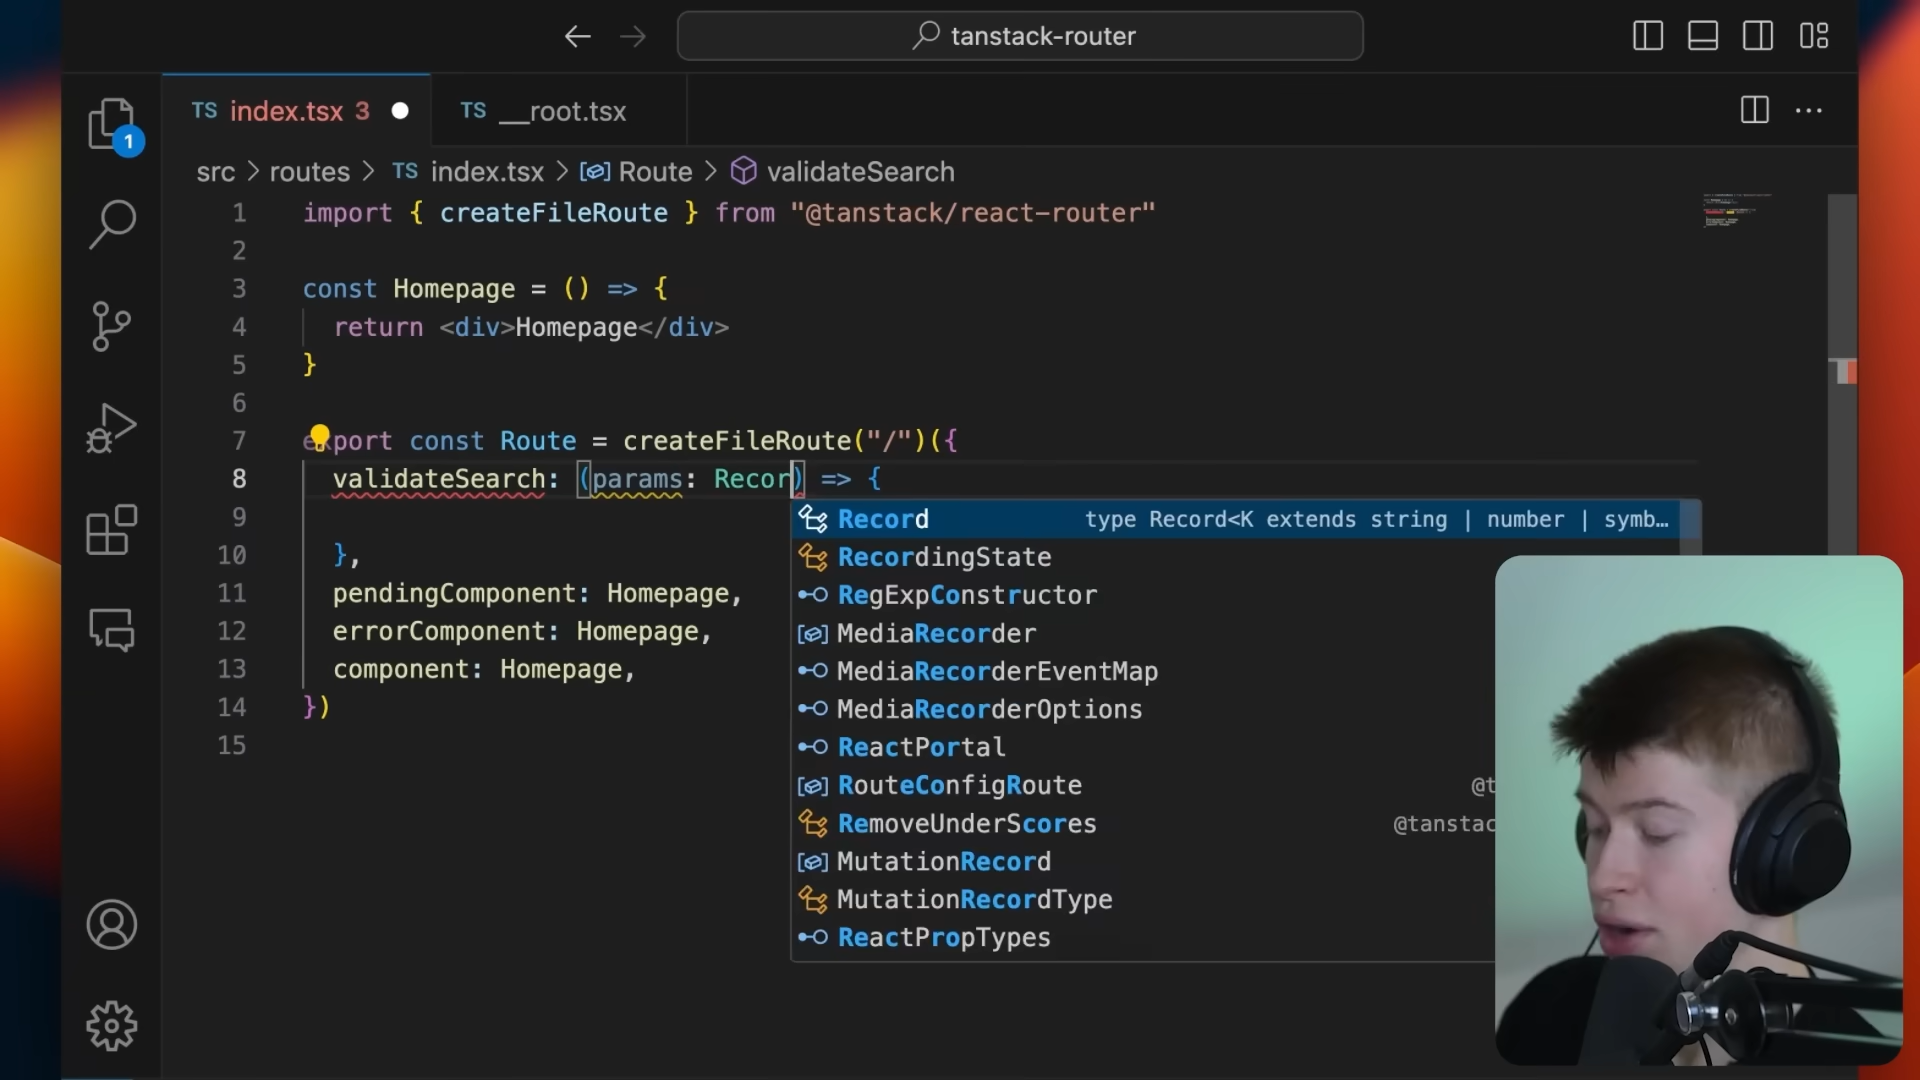 tanstack-router
TS index.tsx 3
TS __root.tsx
1
src > routes > TS index.tsx > Route > validateSearch
1 import { createFileRoute } from "@tanstack/react-router"
2
3 const Homepage = () => {
4 return <div>Homepage</div>
5 }
6
7 export const Route = createFileRoute("/")({
8 validateSearch: (params: Recor) => {
9
10 },
11 pendingComponent: Homepage,
12 errorComponent: Homepage,
13 component: Homepage,
14 })
15
Record type Record<K extends string | number | symb…
RecordingState
RegExpConstructor
MediaRecorder
MediaRecorderEventMap
MediaRecorderOptions
ReactPortal
RouteConfigRoute @t
RemoveUnderScores @tanstac
MutationRecord
MutationRecordType
ReactPropTypes